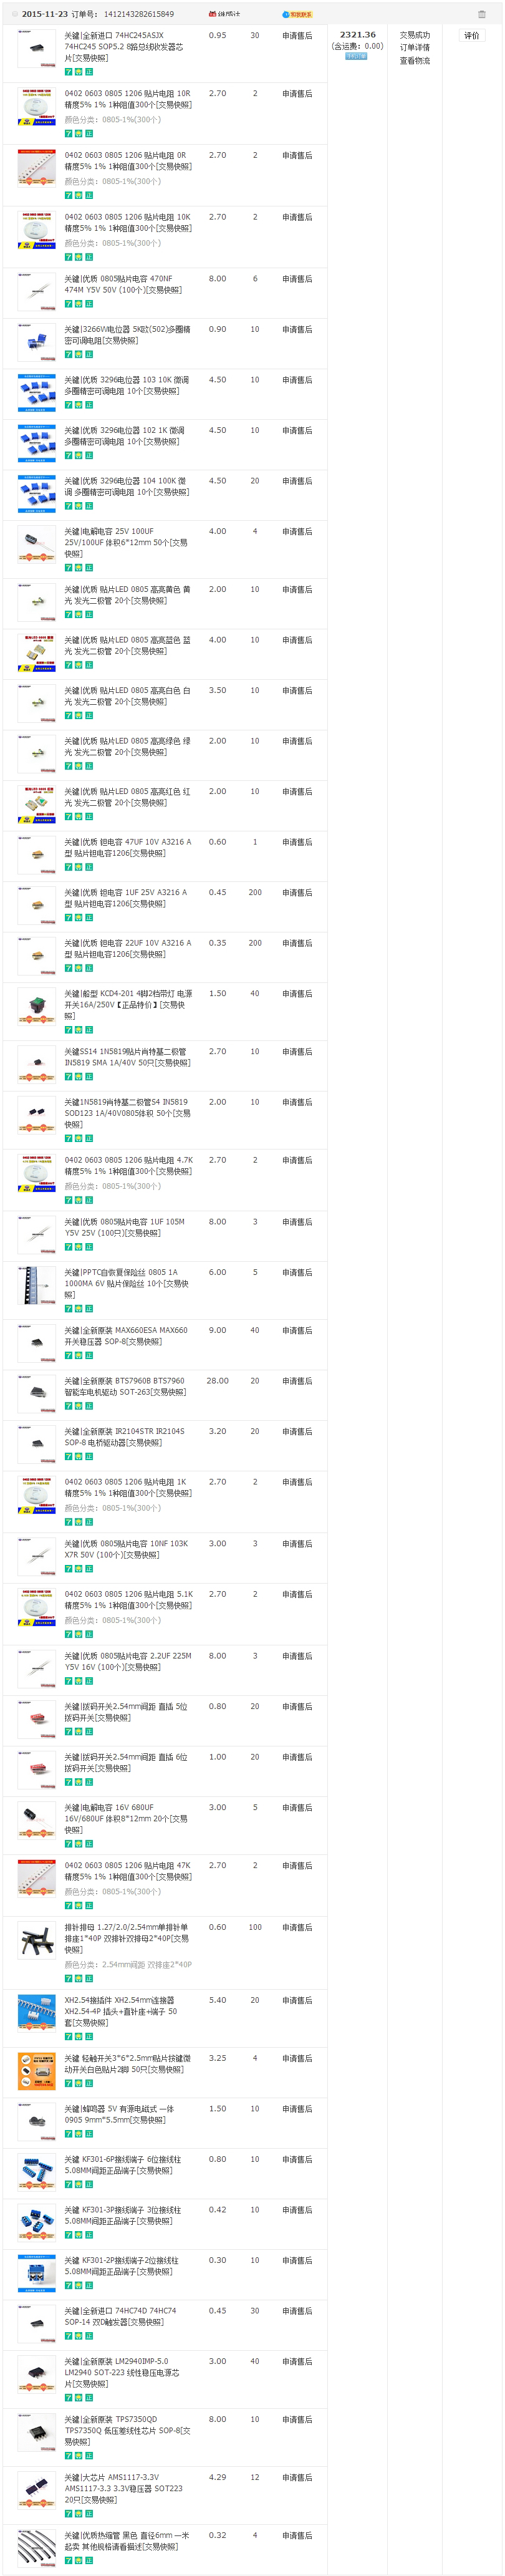 2015-11-23 订单号: 1412143282615849
和我联系
关键|全新进口 74HC245ASJX 0.95 30 申请售后 2321.36 交易成功 评价
74HC245 SOP5.2 8路总线收发器芯 (含运费: 0.00) 订单详情
片[交易快照] 查看物流
0402 0603 0805 1206 贴片电阻 10R 2.70 2 申请售后
精度5% 1% 1种阻值300个[交易快照]
颜色分类: 0805-1%(300个)
0402 0603 0805 1206 贴片电阻 0R 2.70 2 申请售后
精度5% 1% 1种阻值300个[交易快照]
颜色分类: 0805-1%(300个)
0402 0603 0805 1206 贴片电阻 10K 2.70 2 申请售后
精度5% 1% 1种阻值300个[交易快照]
颜色分类: 0805-1%(300个)
关键|优质 0805贴片电容 470NF 8.00 6 申请售后
474M Y5V 50V (100个)[交易快照]
关键|3266W电位器 5K欧(502)多圈精 0.90 10 申请售后
密可调电阻[交易快照]
关键|优质 3296电位器 103 10K 微调 4.50 10 申请售后
多圈精密可调电阻 10个[交易快照]
关键|优质 3296电位器 102 1K 微调 4.50 10 申请售后
多圈精密可调电阻 10个[交易快照]
关键|优质 3296电位器 104 100K 微 4.50 20 申请售后
调 多圈精密可调电阻 10个[交易快照]
关键|电解电容 25V 100UF 4.00 4 申请售后
25V/100UF 体积6*12mm 50个[交易
快照]
关键|优质 贴片LED 0805 高亮黄色 黄 2.00 10 申请售后
光 发光二极管 20个[交易快照]
关键|优质 贴片LED 0805 高亮蓝色 蓝 4.00 10 申请售后
光 发光二极管 20个[交易快照]
关键|优质 贴片LED 0805 高亮白色 白 3.50 10 申请售后
光 发光二极管 20个[交易快照]
关键|优质 贴片LED 0805 高亮绿色 绿 2.00 10 申请售后
光 发光二极管 20个[交易快照]
关键|优质 贴片LED 0805 高亮红色 红 2.00 10 申请售后
光 发光二极管 20个[交易快照]
关键|优质 钽电容 47UF 10V A3216 A 0.60 1 申请售后
型 贴片钽电容1206[交易快照]
关键|优质 钽电容 1UF 25V A3216 A 0.45 200 申请售后
型 贴片钽电容1206[交易快照]
关键|优质 钽电容 22UF 10V A3216 A 0.35 200 申请售后
型 贴片钽电容1206[交易快照]
关键|船型 KCD4-201 4脚2档带灯 电源 1.50 40 申请售后
开关16A/250V【正品特价】[交易快
照]
关键SS14 1N5819贴片肖特基二极管 2.70 10 申请售后
IN5819 SMA 1A/40V 50只[交易快照]
关键1N5819肖特基二极管S4 IN5819 2.00 10 申请售后
SOD123 1A/40V0805体积 50个[交易
快照]
0402 0603 0805 1206 贴片电阻 4.7K 2.70 2 申请售后
精度5% 1% 1种阻值300个[交易快照]
颜色分类: 0805-1%(300个)
关键|优质 0805贴片电容 1UF 105M 8.00 3 申请售后
Y5V 25V (100只)[交易快照]
关键|PPTC自恢复保险丝 0805 1A 6.00 5 申请售后
1000MA 6V 贴片保险丝 10个[交易快
照]
关键|全新原装 MAX660ESA MAX660 9.00 40 申请售后
开关稳压器 SOP-8[交易快照]
关键|全新原装 BTS7960B BTS7960 28.00 20 申请售后
智能车电机驱动 SOT-263[交易快照]
关键|全新原装 IR2104STR IR2104S 3.20 20 申请售后
SOP-8 电桥驱动器[交易快照]
0402 0603 0805 1206 贴片电阻 1K 2.70 2 申请售后
精度5% 1% 1种阻值300个[交易快照]
颜色分类: 0805-1%(300个)
关键|优质 0805贴片电容 10NF 103K 3.00 3 申请售后
X7R 50V (100个)[交易快照]
0402 0603 0805 1206 贴片电阻 5.1K 2.70 2 申请售后
精度5% 1% 1种阻值300个[交易快照]
颜色分类: 0805-1%(300个)
关键|优质 0805贴片电容 2.2UF 225M 8.00 3 申请售后
Y5V 16V (100个)[交易快照]
关键|拨码开关2.54mm间距 直插 5位 0.80 20 申请售后
拨码开关[交易快照]
关键|拨码开关2.54mm间距 直插 6位 1.00 20 申请售后
拨码开关[交易快照]
关键|电解电容 16V 680UF 3.00 5 申请售后
16V/680UF 体积8*12mm 20个[交易
快照]
0402 0603 0805 1206 贴片电阻 47K 2.70 2 申请售后
精度5% 1% 1种阻值300个[交易快照]
颜色分类: 0805-1%(300个)
排针排母 1.27/2.0/2.54mm单排针单 0.60 100 申请售后
排座1*40P 双排针双排母2*40P[交易
快照]
颜色分类: 2.54mm间距 双排座2*40P
XH2.54接插件 XH2.54mm连接器 5.40 20 申请售后
XH2.54-4P 插头+直针座+端子 50
套[交易快照]
关键 轻触开关3*6*2.5mm贴片按键微 3.25 4 申请售后
动开关白色贴片2脚 50只[交易快照]
关键|蜂鸣器 5V 有源电磁式 一体 1.50 10 申请售后
0905 9mm*5.5mm[交易快照]
关键 KF301-6P接线端子 6位接线柱 0.80 10 申请售后
5.08MM间距正品端子[交易快照]
关键 KF301-3P接线端子 3位接线柱 0.42 10 申请售后
5.08MM间距正品端子[交易快照]
关键 KF301-2P接线端子2位接线柱 0.30 10 申请售后
5.08MM间距正品端子[交易快照]
关键|全新进口 74HC74D 74HC74 0.45 30 申请售后
SOP-14 双D触发器[交易快照]
关键|全新原装 LM2940IMP-5.0 3.00 40 申请售后
LM2940 SOT-223 线性稳压电源芯
片[交易快照]
关键|全新原装 TPS7350QD 8.00 10 申请售后
TPS7350Q 低压差线性芯片 SOP-8[交
易快照]
关键|大芯片 AMS1117-3.3V 4.29 12 申请售后
AMS1117-3.3 3.3V稳压器 SOT223
20只[交易快照]
关键|优质热缩管 黑色 直径6mm 一米 0.32 4 申请售后
起卖 其他规格请看描述[交易快照]